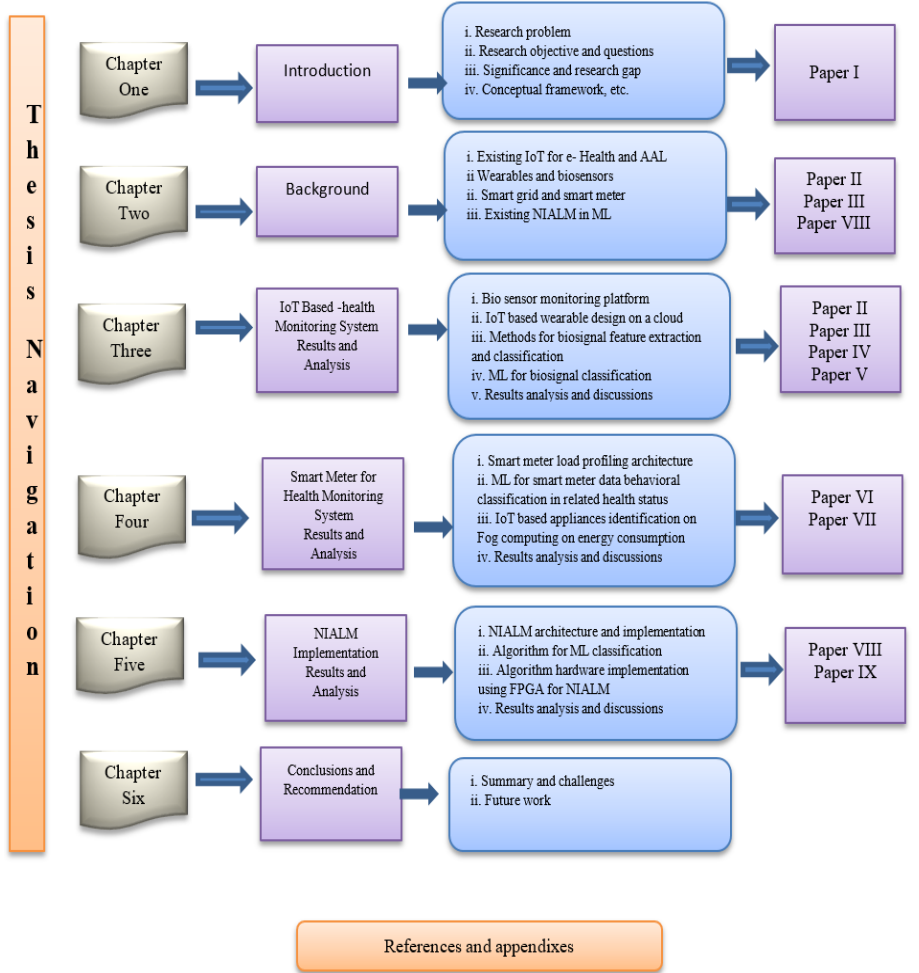 Thesis Navigation
Chapter
One
Introduction
i. Research problem
ii. Research objective and questions
iii. Significance and research gap
iv. Conceptual framework, etc.
Paper I
Chapter
Two
Background
i. Existing IoT for e- Health and AAL
ii Wearables and biosensors
ii. Smart grid and smart meter
iii. Existing NIALM in ML
Paper II
Paper III
Paper VIII
Chapter
Three
IoT Based -health
Monitoring System
Results and
Analysis
i. Bio sensor monitoring platform
ii. IoT based wearable design on a cloud
iii. Methods for biosignal feature extraction
and classification
iv. ML for biosignal classification
v. Results analysis and discussions
Paper II
Paper III
Paper IV
Paper V
Chapter
Four
Smart Meter for
Health Monitoring
System
Results and
Analysis
i. Smart meter load profiling architecture
ii. ML for smart meter data behavioral
classification in related health status
iii. IoT based appliances identification on
Fog computing on energy consumption
iv. Results analysis and discussions
Paper VI
Paper VII
Chapter
Five
NIALM
Implementation
Results and
Analysis
i. NIALM architecture and implementation
ii. Algorithm for ML classification
iii. Algorithm hardware implementation
using FPGA for NIALM
iv. Results analysis and discussions
Paper VIII
Paper IX
Chapter
Six
Conclusions and
Recommendation
i. Summary and challenges
ii. Future work
References and appendixes